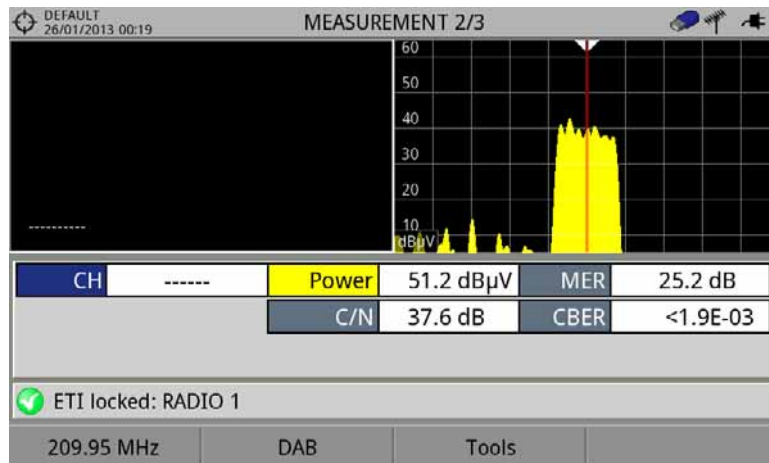 DEFAULT
26/01/2013 00:19
MEASUREMENT 2/3
60
50
40
30
20
10
dBµV
----------
CH ------ Power 51.2 dBµV MER 25.2 dB
C/N 37.6 dB CBER <1.9E-03
ETI locked: RADIO 1
209.95 MHz DAB Tools